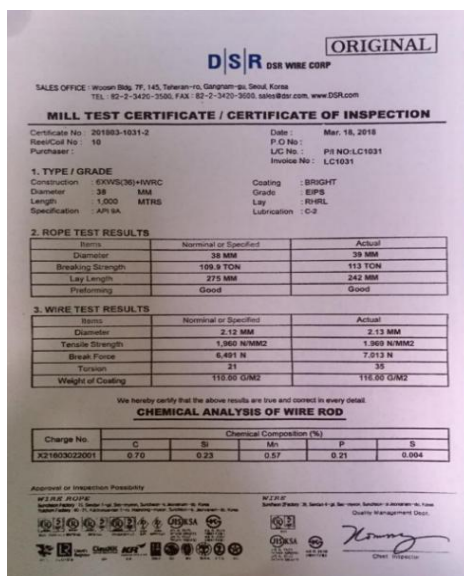 ORIGINAL
DSR DSR WIRE CORP
SALES OFFICE : Woosin Bldg. 7F, 145, Teheran-ro, Gangnam-gu, Seoul, Korea
TEL : 82-2-3420-3500, FAX : 82-2-3420-3600, sales@dsr.com, www.DSR.com
MILL TEST CERTIFICATE / CERTIFICATE OF INSPECTION
Certificate No : 201803-1031-2 Date : Mar. 18, 2018
Reel/Coil No : 10 P.O No :
Purchaser : L/C No. : P/I NO:LC1031
Invoice No : LC1031
1. TYPE / GRADE
Construction : 6XWS(36)+IWRC Coating : BRIGHT
Diameter : 38 MM Grade : EIPS
Length : 1,000 MTRS Lay : RHRL
Specification : API 9A Lubrication : C-2
2. ROPE TEST RESULTS
Items Norminal or Specified Actual
Diameter 38 MM 39 MM
Breaking Strength 109.9 TON 113 TON
Lay Length 275 MM 242 MM
Preforming Good Good
3. WIRE TEST RESULTS
Items Norminal or Specified Actual
Diameter 2.12 MM 2.13 MM
Tensile Strength 1,960 N/MM2 1.969 N/MM2
Break Force 6,491 N 7.013 N
Torsion 21 35
Weight of Coating 110.00 G/M2 116.00 G/M2
We hereby certify that the above results are true and correct in every detail.
CHEMICAL ANALYSIS OF WIRE ROD
Charge No. Chemical Composition (%)
C Si Mn P S
X21603022001 0.70 0.23 0.57 0.21 0.004
Approval or Inspection Possibility
WIRE ROPE WIRE
Quality Management Dept.
KSA KSA
Chief Inspector